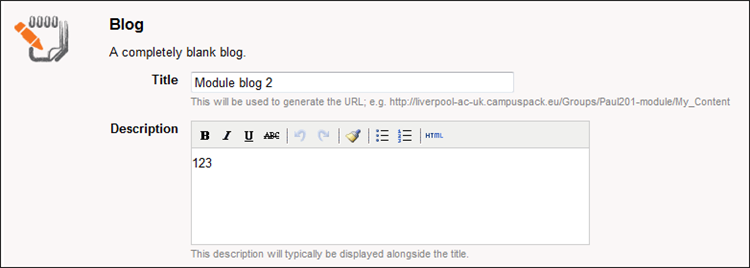 Blog
A completely blank blog.
Title Module blog 2
This will be used to generate the URL; e.g. http://liverpool-ac-uk.campuspack.eu/Groups/Paul201-module/My_Content
Description
B I U ABC HTML
123
This description will typically be displayed alongside the title.